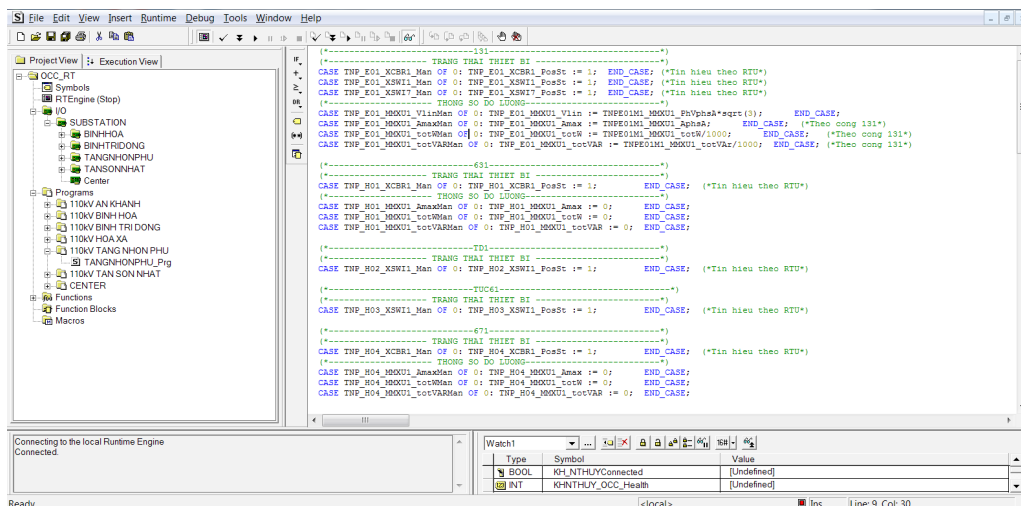 S File Edit View Insert Runtime Debug Tools Window Help
Project View Execution View
OCC_RT
Symbols
RTEngine (Stop)
I/O
SUBSTATION
BINHHOA
BINHTRIDONG
TANGNHONPHU
TANSONNHAT
Center
Programs
110kV AN KHANH
110kV BINH HOA
110kV BINH TRI DONG
110kV HOA XA
110kV TANG NHON PHU
TANGNHONPHU_Prg
110kV TAN SON NHAT
CENTER
Functions
Function Blocks
Macros
(*---------------------------131-------------------------------*)
(*------------------ TRANG THAI THIET BI ----------------------*)
CASE TNP_E01_XCBR1_Man OF 0: TNP_E01_XCBR1_PosSt := 1; END_CASE; (*Tin hieu theo RTU*)
CASE TNP_E01_XSWI1_Man OF 0: TNP_E01_XSWI1_PosSt := 1; END_CASE; (*Tin hieu theo RTU*)
CASE TNP_E01_XSWI7_Man OF 0: TNP_E01_XSWI7_PosSt := 1; END_CASE; (*Tin hieu theo RTU*)
(*------------------- THONG SO DO LUONG-------------------------*)
CASE TNP_E01_MMXU1_VlinMan OF 0: TNP_E01_MMXU1_Vlin := TNPE01M1_MMXU1_PhVphsA*sqrt(3); END_CASE;
CASE TNP_E01_MMXU1_AmaxMan OF 0: TNP_E01_MMXU1_Amax := TNPE01M1_MMXU1_AphsA; END_CASE; (*Theo cong 131*)
CASE TNP_E01_MMXU1_totWMan OF 0: TNP_E01_MMXU1_totW := TNPE01M1_MMXU1_totW/1000; END_CASE; (*Theo cong 131*)
CASE TNP_E01_MMXU1_totVARMan OF 0: TNP_E01_MMXU1_totVAR := TNPE01M1_MMXU1_totVAr/1000; END_CASE; (*Theo cong 131*)
(*---------------------------631-------------------------------*)
(*------------------ TRANG THAI THIET BI ----------------------*)
CASE TNP_H01_XCBR1_Man OF 0: TNP_H01_XCBR1_PosSt := 1; END_CASE; (*Tin hieu theo RTU*)
(*------------------- THONG SO DO LUONG-------------------------*)
CASE TNP_H01_MMXU1_AmaxMan OF 0: TNP_H01_MMXU1_Amax := 0; END_CASE;
CASE TNP_H01_MMXU1_totWMan OF 0: TNP_H01_MMXU1_totW := 0; END_CASE;
CASE TNP_H01_MMXU1_totVARMan OF 0: TNP_H01_MMXU1_totVAR := 0; END_CASE;
(*---------------------------TD1-------------------------------*)
(*------------------ TRANG THAI THIET BI ----------------------*)
CASE TNP_H02_XSWI1_Man OF 0: TNP_H02_XSWI1_PosSt := 1; END_CASE; (*Tin hieu theo RTU*)
(*---------------------------TUC61-------------------------------*)
(*------------------ TRANG THAI THIET BI ----------------------*)
CASE TNP_H03_XSWI1_Man OF 0: TNP_H03_XSWI1_PosSt := 1; END_CASE; (*Tin hieu theo RTU*)
(*---------------------------671-------------------------------*)
(*------------------ TRANG THAI THIET BI ----------------------*)
CASE TNP_H04_XCBR1_Man OF 0: TNP_H04_XCBR1_PosSt := 1; END_CASE; (*Tin hieu theo RTU*)
(*------------------- THONG SO DO LUONG-------------------------*)
CASE TNP_H04_MMXU1_AmaxMan OF 0: TNP_H04_MMXU1_Amax := 0; END_CASE;
CASE TNP_H04_MMXU1_totWMan OF 0: TNP_H04_MMXU1_totW := 0; END_CASE;
CASE TNP_H04_MMXU1_totVARMan OF 0: TNP_H04_MMXU1_totVAR := 0; END_CASE;
Connecting to the local Runtime Engine
Connected.
Watch1 ... 16#
Type Symbol Value
BOOL KH_NTHUYConnected [Undefined]
INT KHNTHUY_OCC_Health [Undefined]
Ready <local> Ins Line: 9, Col: 30